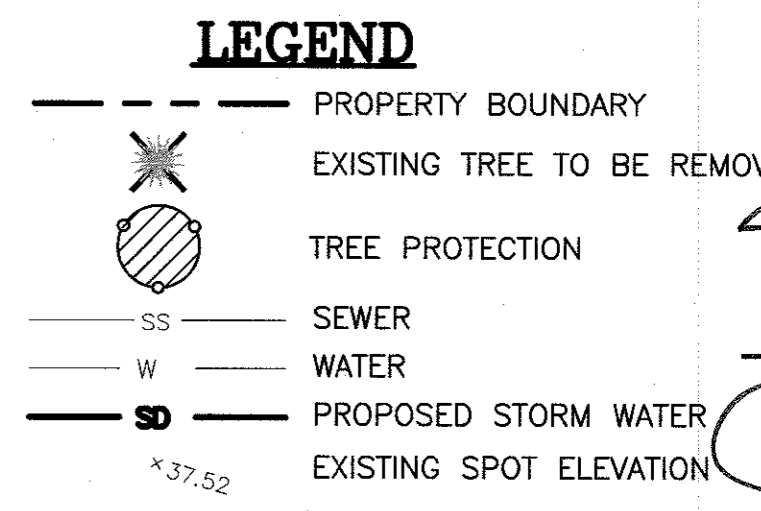 LEGEND
PROPERTY BOUNDARY
EXISTING TREE TO BE REMOV
TREE PROTECTION
SS SEWER
W WATER
SD PROPOSED STORM WATER
×37.52 EXISTING SPOT ELEVATION